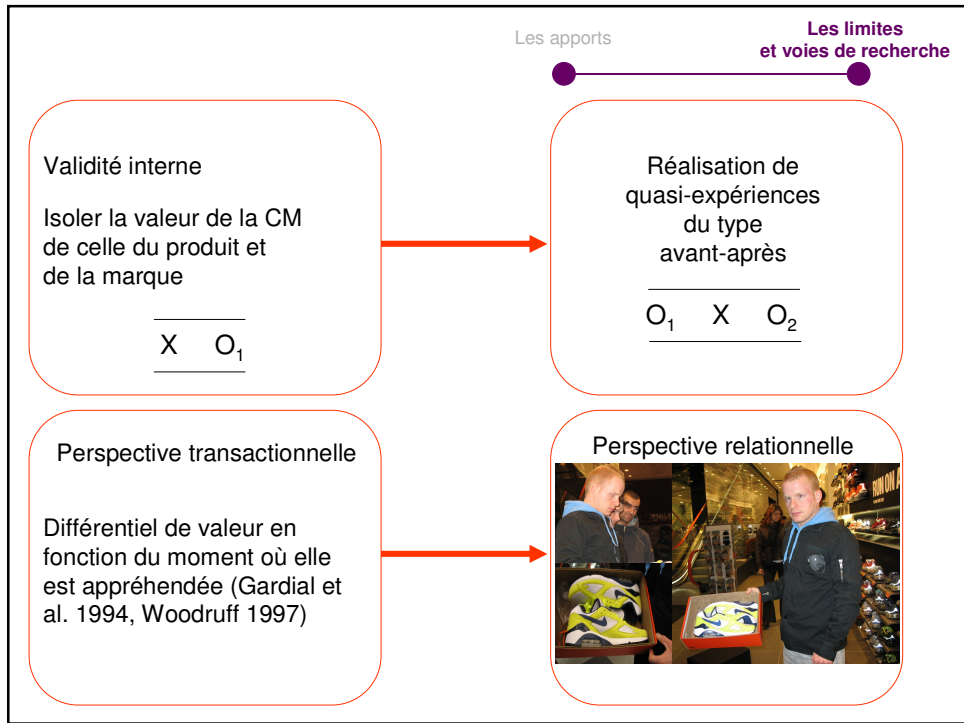 Les apports
Les limites
et voies de recherche
Validité interne
Isoler la valeur de la CM
de celle du produit et
de la marque
X O₁
Réalisation de
quasi-expériences
du type
avant-après
O₁ X O₂
Perspective transactionnelle
Différentiel de valeur en
fonction du moment où elle
est appréhendée (Gardial et
al. 1994, Woodruff 1997)
Perspective relationnelle
RUN ON A